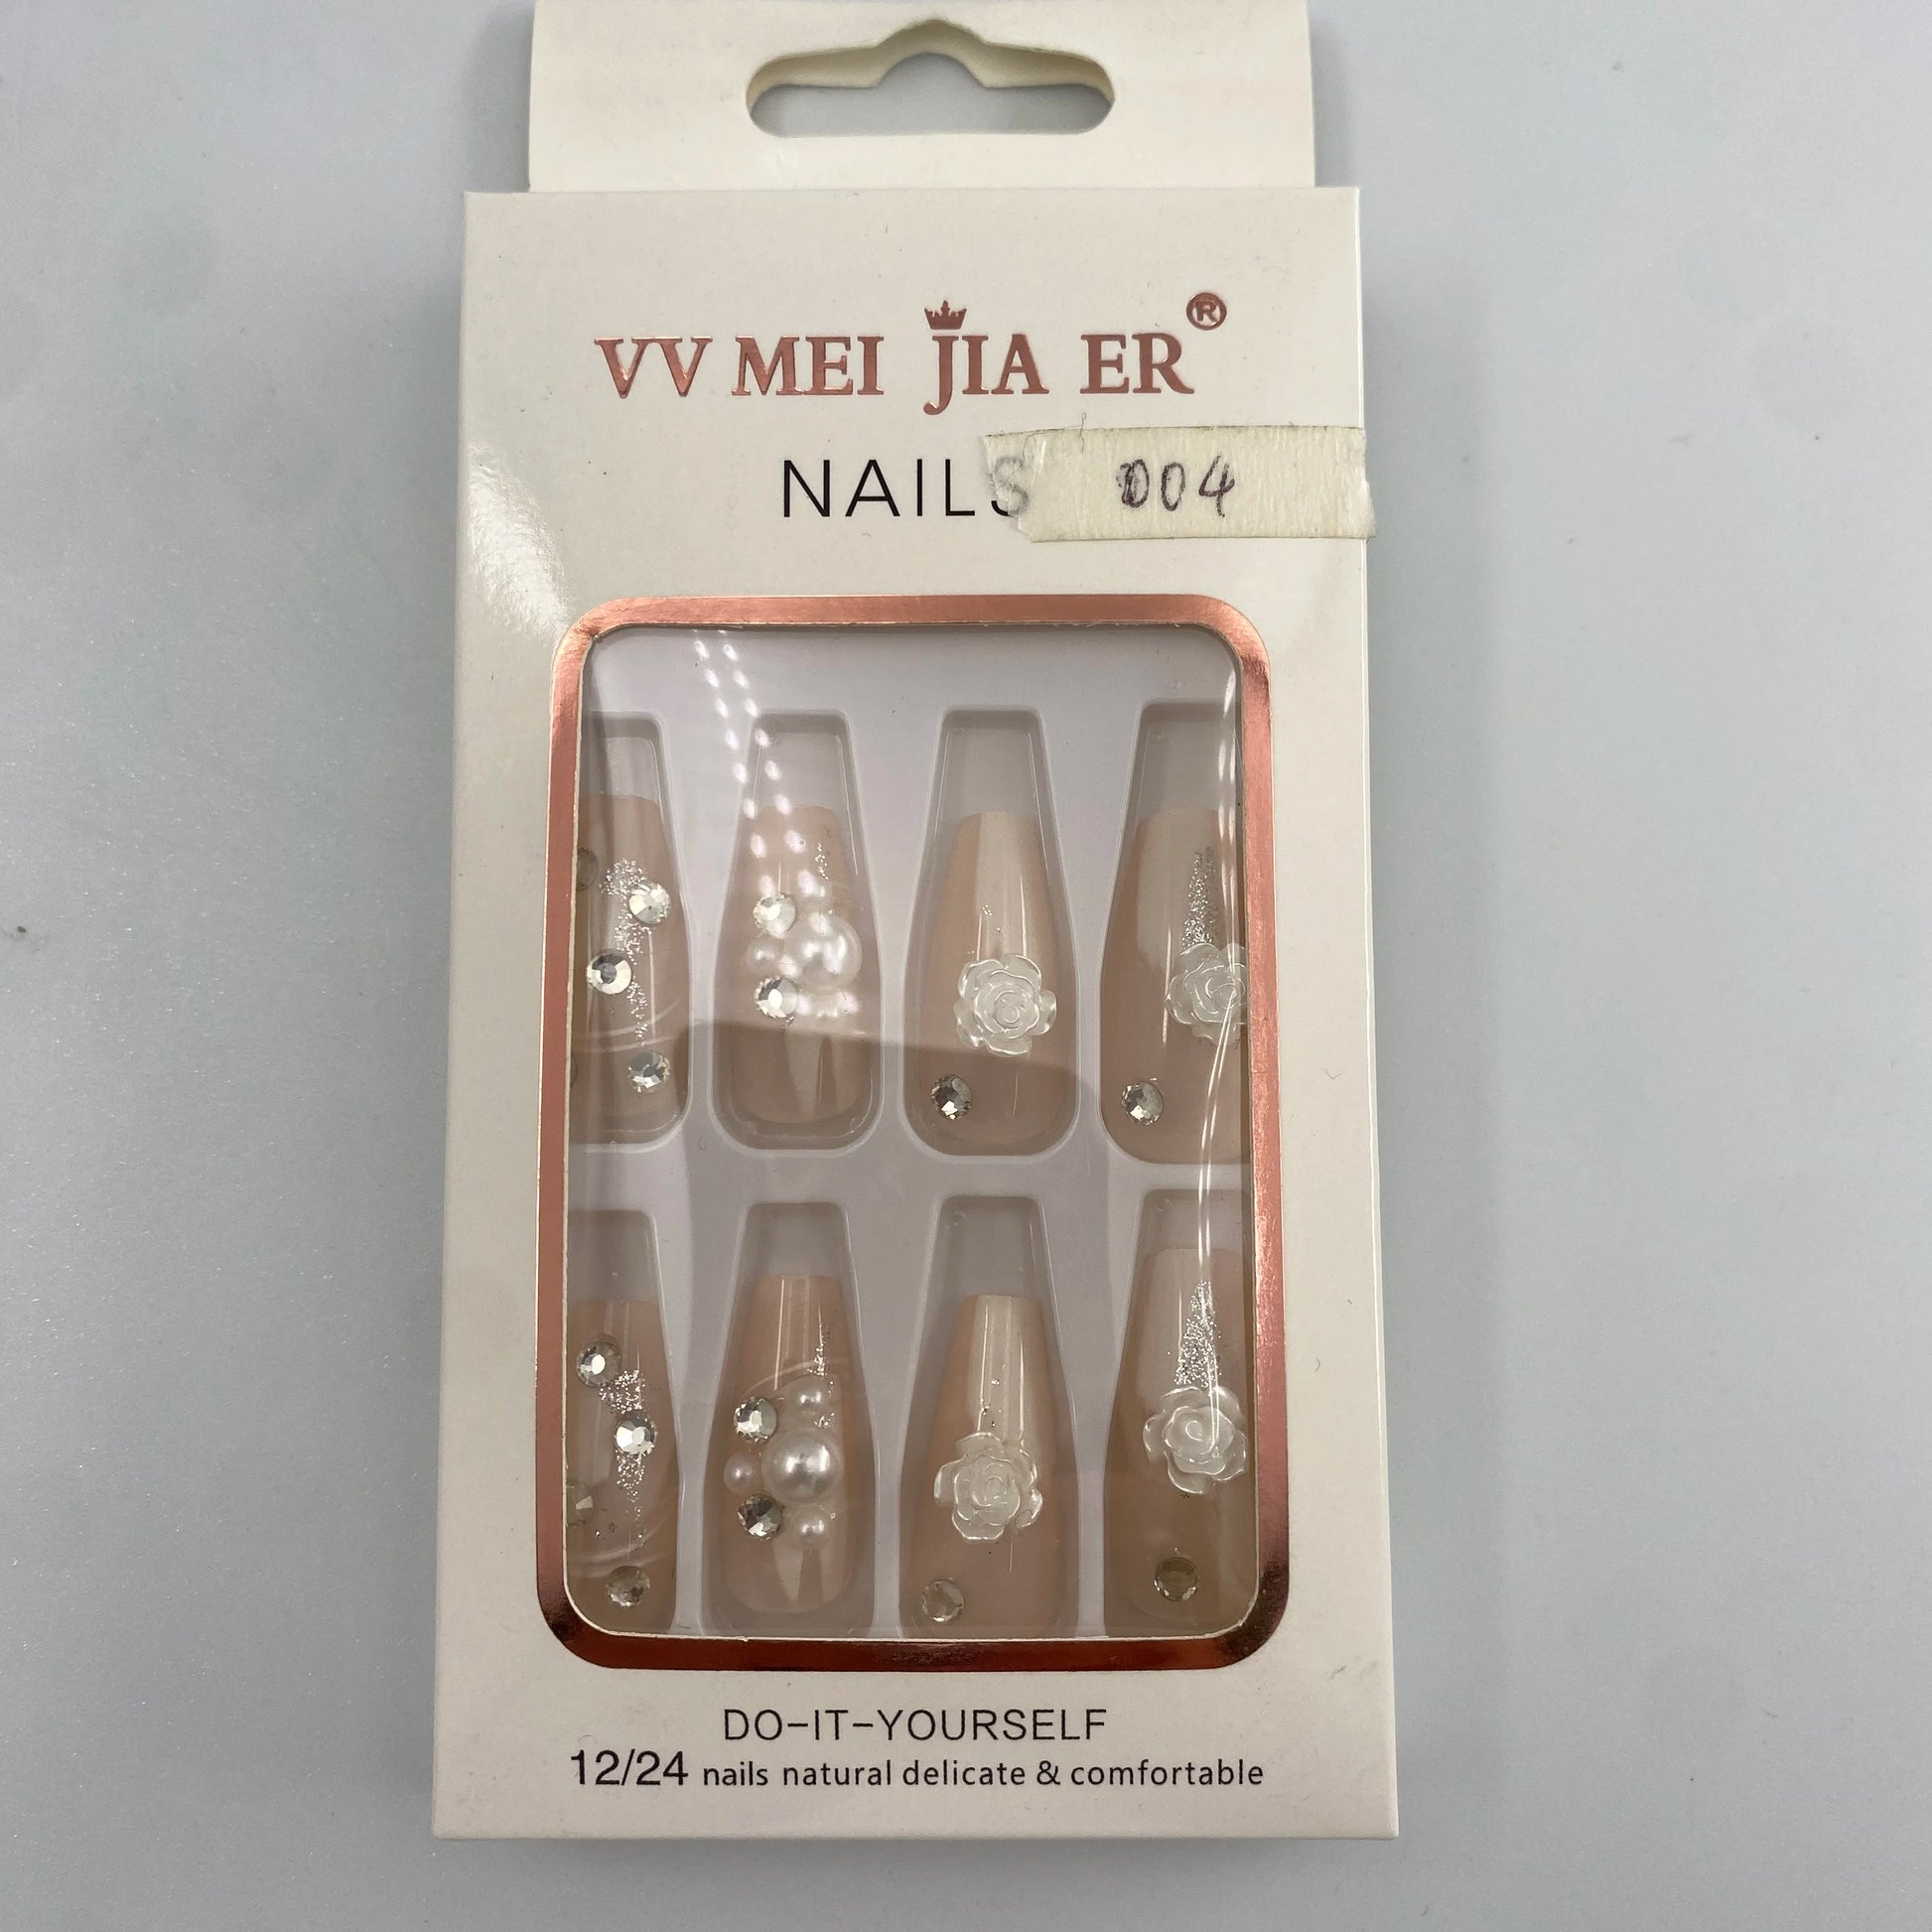 VV MEI JIA ER®
NAILS
004
DO-IT-YOURSELF
12/24 nails natural delicate & comfortable